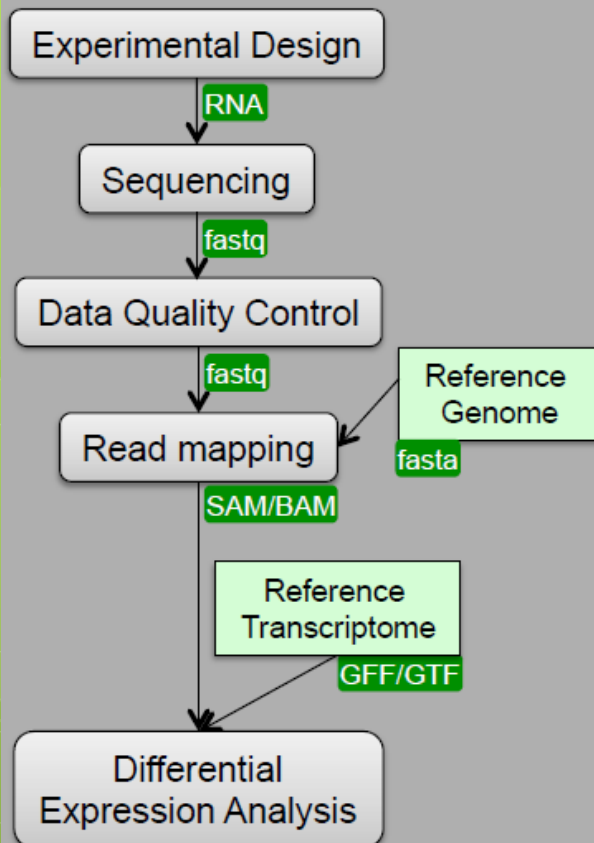 Experimental Design
RNA
Sequencing
fastq
Data Quality Control
fastq
Reference
Genome
Read mapping
fasta
SAM/BAM
Reference
Transcriptome
GFF/GTF
Differential
Expression Analysis